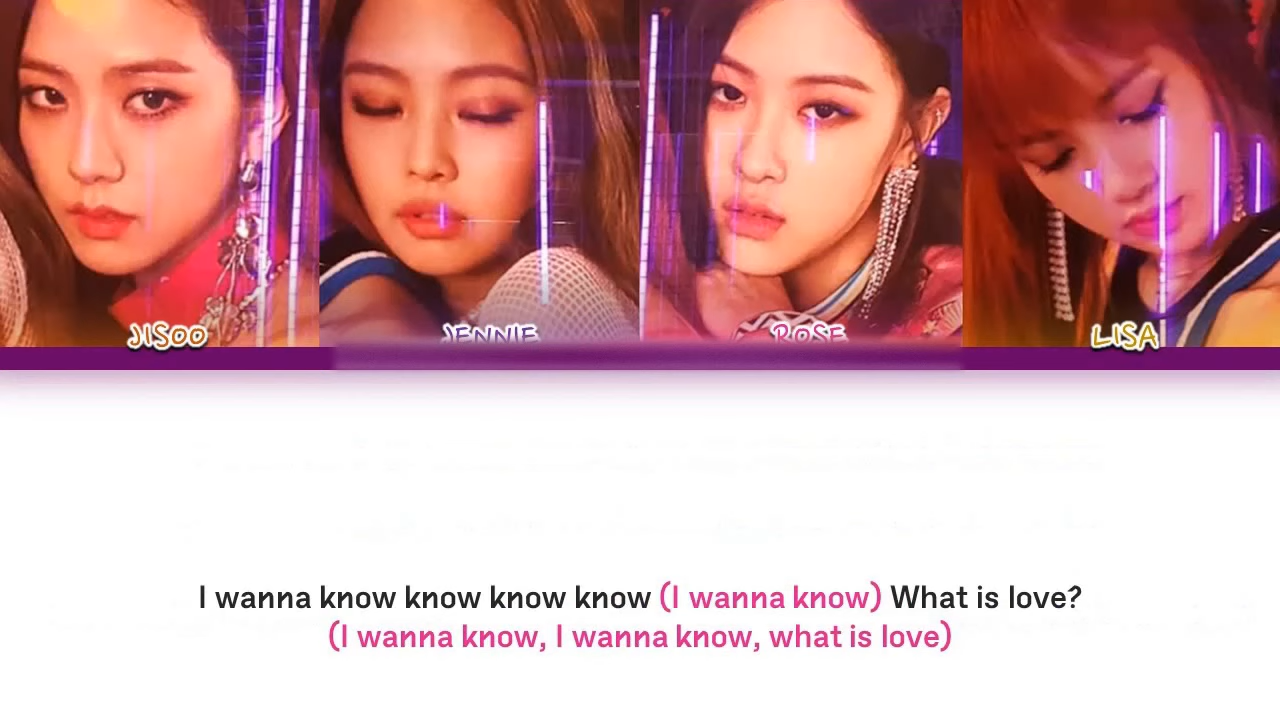 JISOO JENNIE ROSE LISA
I wanna know know know know (I wanna know) What is love?
(I wanna know, I wanna know, what is love)